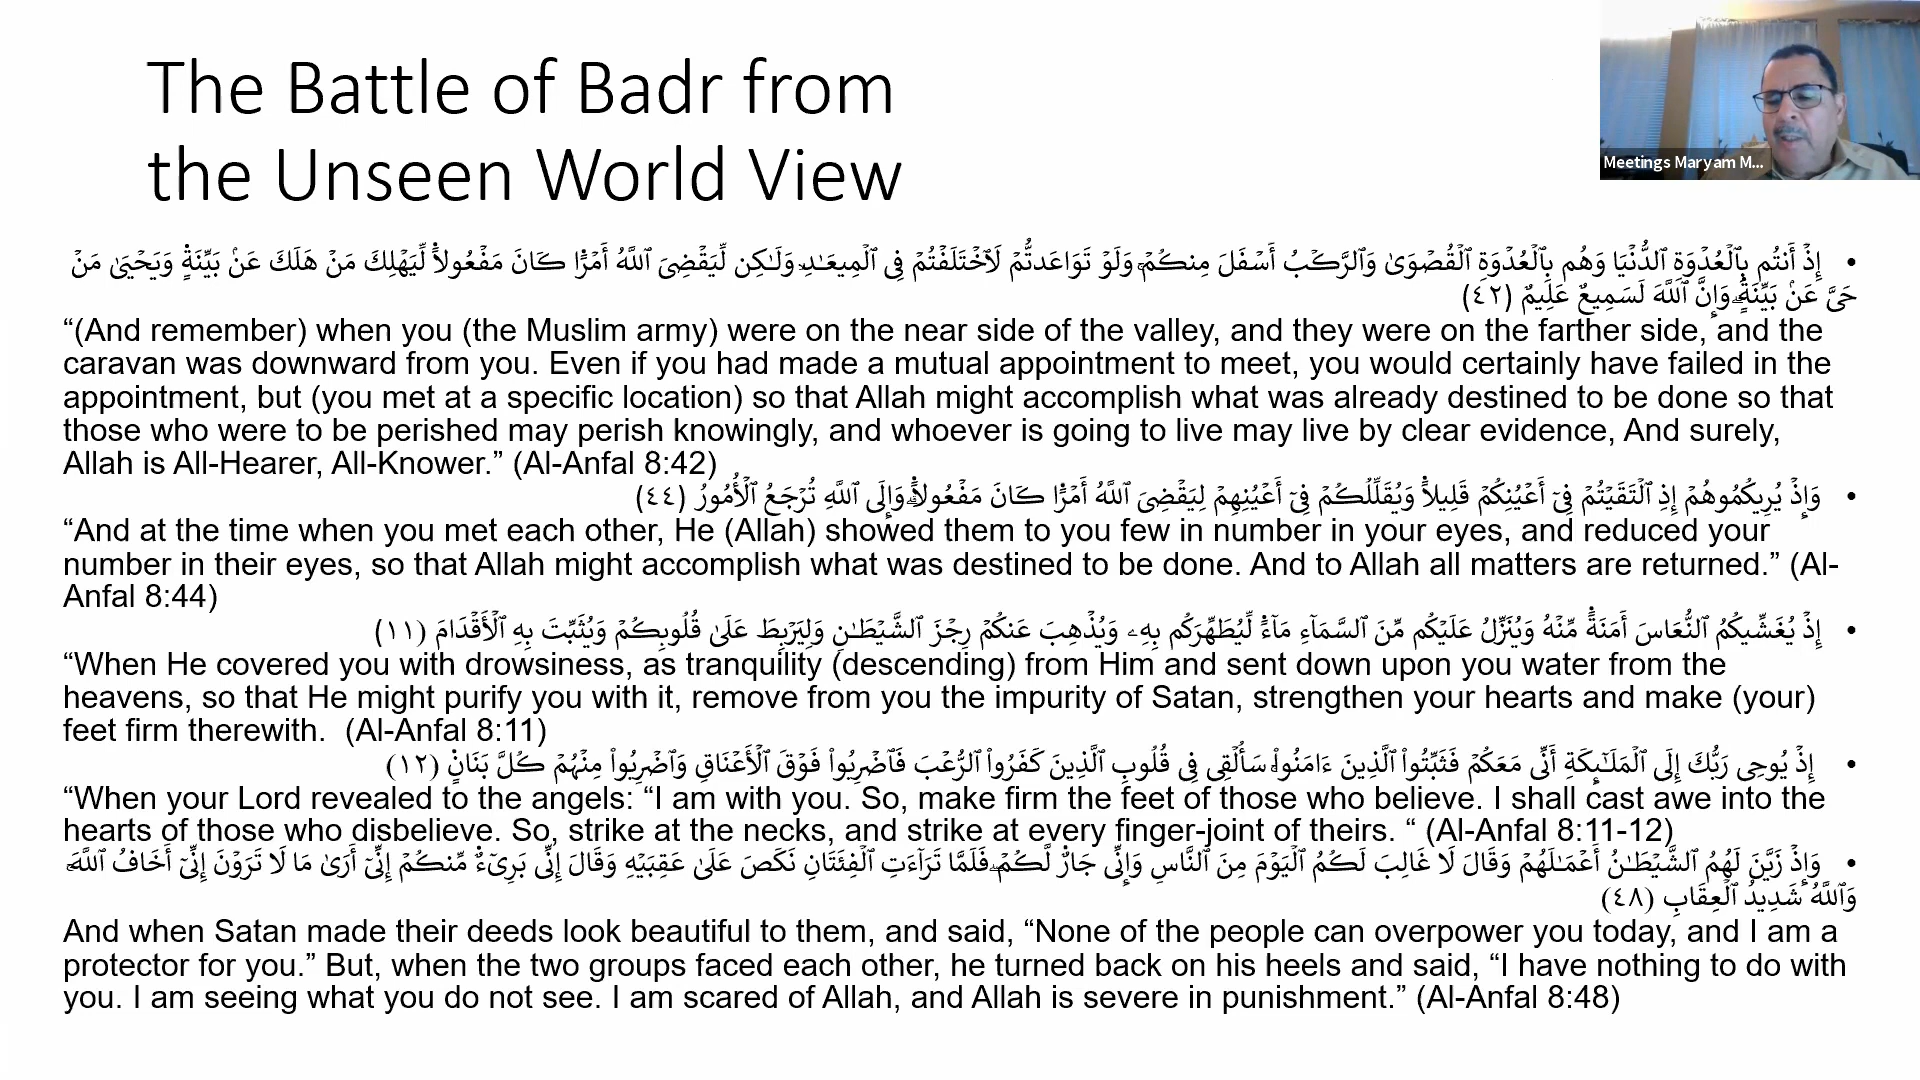 The Battle of Badr from
the Unseen World View
Meetings Maryam M...
• إِذْ أَنتُم بِٱلْعُدْوَةِ ٱلدُّنْيَا وَهُم بِٱلْعُدْوَةِ ٱلْقُصْوَىٰ وَٱلرَّكْبُ أَسْفَلَ مِنكُمْۚ وَلَوْ تَوَاعَدتُّمْ لَٱخْتَلَفْتُمْ فِى ٱلْمِيعَـٰدِۙ وَلَـٰكِن لِّيَقْضِىَ ٱللَّهُ أَمْرًۭا كَانَ مَفْعُولاًۭ لِّيَهْلِكَ مَنْ هَلَكَ عَنۢ بَيِّنَةٍۢ وَيَحْيَىٰ مَنْ
حَىَّ عَنۢ بَيِّنَةٍۢۗ وَإِنَّ ٱللَّهَ لَسَمِيعٌ عَلِيمٌ (٤٢)
“(And remember) when you (the Muslim army) were on the near side of the valley, and they were on the farther side, and the
caravan was downward from you. Even if you had made a mutual appointment to meet, you would certainly have failed in the
appointment, but (you met at a specific location) so that Allah might accomplish what was already destined to be done so that
those who were to be perished may perish knowingly, and whoever is going to live may live by clear evidence, And surely,
Allah is All-Hearer, All-Knower.” (Al-Anfal 8:42)
• وَإِذْ يُرِيكُمُوهُمْ إِذِ ٱلْتَقَيْتُمْ فِىٓ أَعْيُنِكُمْ قَلِيلاًۭ وَيُقَلِّلُكُمْ فِىٓ أَعْيُنِهِمْ لِيَقْضِىَ ٱللَّهُ أَمْرًۭا كَانَ مَفْعُولاًۭۗ وَإِلَى ٱللَّهِ تُرْجَعُ ٱلْأُمُورُ (٤٤)
“And at the time when you met each other, He (Allah) showed them to you few in number in your eyes, and reduced your
number in their eyes, so that Allah might accomplish what was destined to be done. And to Allah all matters are returned.” (Al-
Anfal 8:44)
• إِذْ يُغَشِّيكُمُ ٱلنُّعَاسَ أَمَنَةًۭ مِّنْهُ وَيُنَزِّلُ عَلَيْكُم مِّنَ ٱلسَّمَآءِ مَآءًۭ لِّيُطَهِّرَكُم بِهِۦ وَيُذْهِبَ عَنكُمْ رِجْزَ ٱلشَّيْطَـٰنِ وَلِيَرْبِطَ عَلَىٰ قُلُوبِكُمْ وَيُثَبِّتَ بِهِ ٱلْأَقْدَامَ (١١)
“When He covered you with drowsiness, as tranquility (descending) from Him and sent down upon you water from the
heavens, so that He might purify you with it, remove from you the impurity of Satan, strengthen your hearts and make (your)
feet firm therewith. (Al-Anfal 8:11)
• إِذْ يُوحِى رَبُّكَ إِلَى ٱلْمَلَـٰٓئِكَةِ أَنِّى مَعَكُمْ فَثَبِّتُوا۟ ٱلَّذِينَ ءَامَنُوا۟ۚ سَأُلْقِى فِى قُلُوبِ ٱلَّذِينَ كَفَرُوا۟ ٱلرُّعْبَ فَٱضْرِبُوا۟ فَوْقَ ٱلْأَعْنَاقِ وَٱضْرِبُوا۟ مِنْهُمْ كُلَّ بَنَانٍۢ (١٢)
“When your Lord revealed to the angels: “I am with you. So, make firm the feet of those who believe. I shall cast awe into the
hearts of those who disbelieve. So, strike at the necks, and strike at every finger-joint of theirs. “ (Al-Anfal 8:11-12)
• وَإِذْ زَيَّنَ لَهُمُ ٱلشَّيْطَـٰنُ أَعْمَـٰلَهُمْ وَقَالَ لَا غَالِبَ لَكُمُ ٱلْيَوْمَ مِنَ ٱلنَّاسِ وَإِنِّى جَارٌۭ لَّكُمْۖ فَلَمَّا تَرَآءَتِ ٱلْفِئَتَانِ نَكَصَ عَلَىٰ عَقِبَيْهِ وَقَالَ إِنِّى بَرِىٓءٌۭ مِّنكُمْ إِنِّىٓ أَرَىٰ مَا لَا تَرَوْنَ إِنِّىٓ أَخَافُ ٱللَّهَۚ
وَٱللَّهُ شَدِيدُ ٱلْعِقَابِ (٤٨)
And when Satan made their deeds look beautiful to them, and said, “None of the people can overpower you today, and I am a
protector for you.” But, when the two groups faced each other, he turned back on his heels and said, “I have nothing to do with
you. I am seeing what you do not see. I am scared of Allah, and Allah is severe in punishment.” (Al-Anfal 8:48)